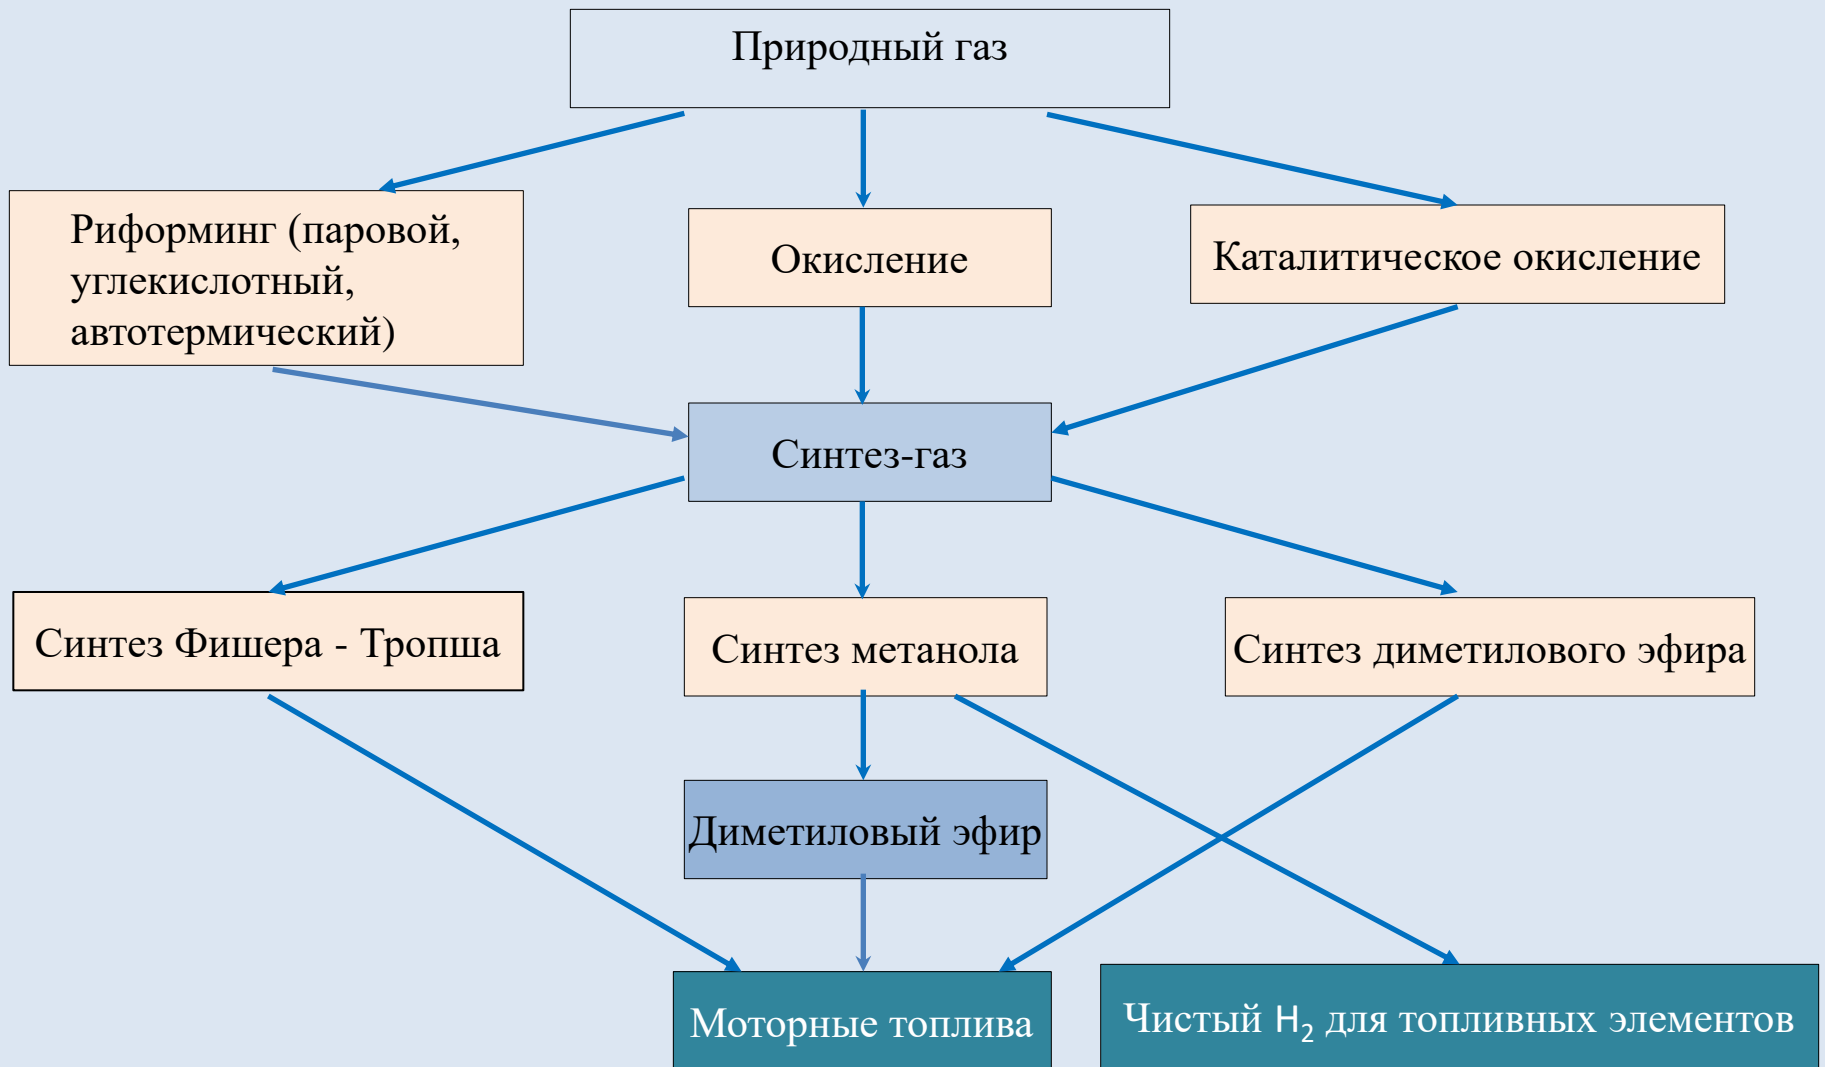 Природный газ
Риформинг (паровой,
углекислотный,
автотермический)
Окисление
Каталитическое окисление
Синтез-газ
Синтез Фишера - Тропша
Синтез метанола
Синтез диметилового эфира
Диметиловый эфир
Моторные топлива
Чистый H₂ для топливных элементов